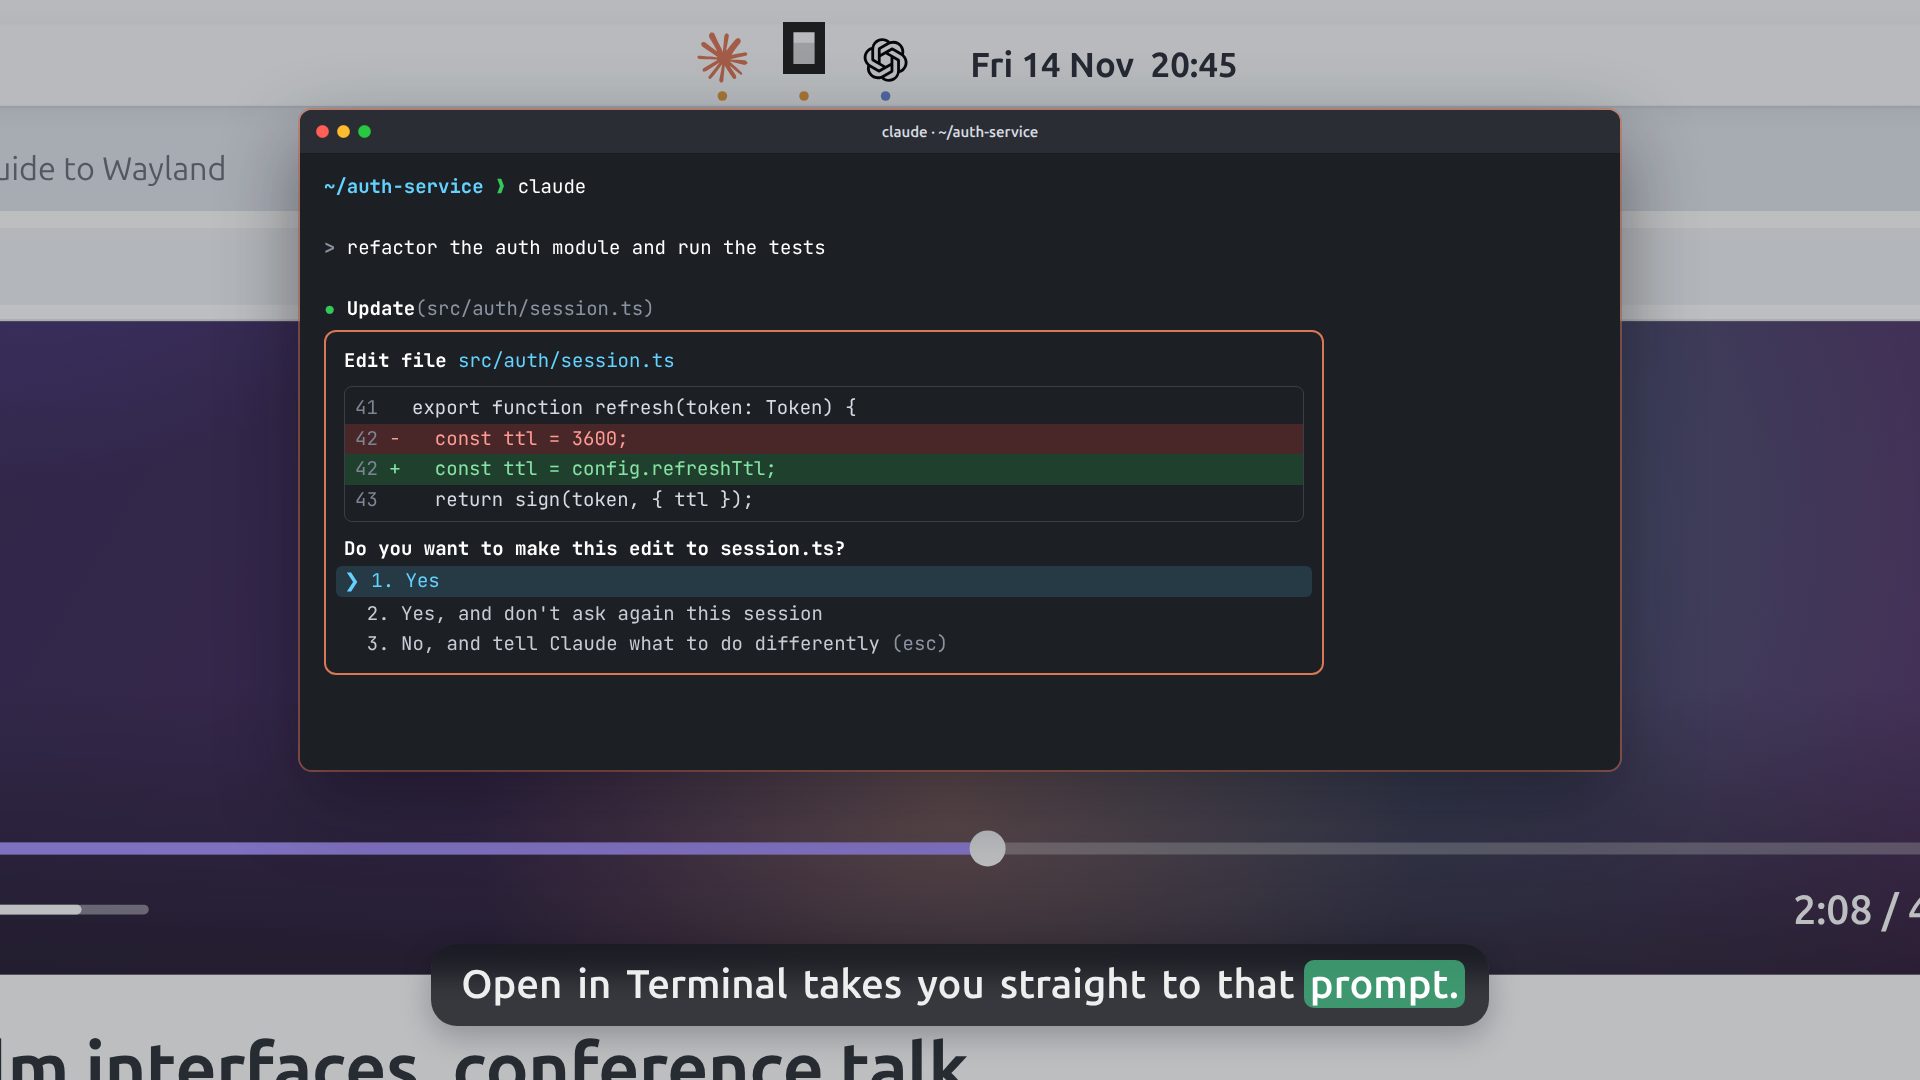 Fri 14 Nov 20:45
claude · ~/auth-service
uide to Wayland
~/auth-service ❯ claude
> refactor the auth module and run the tests
● Update(src/auth/session.ts)
Edit file src/auth/session.ts
41 export function refresh(token: Token) {
42 - const ttl = 3600;
42 + const ttl = config.refreshTtl;
43 return sign(token, { ttl });
Do you want to make this edit to session.ts?
❯ 1. Yes
2. Yes, and don't ask again this session
3. No, and tell Claude what to do differently (esc)
2:08 / 4
Open in Terminal takes you straight to that prompt.
lm interfaces, conference talk